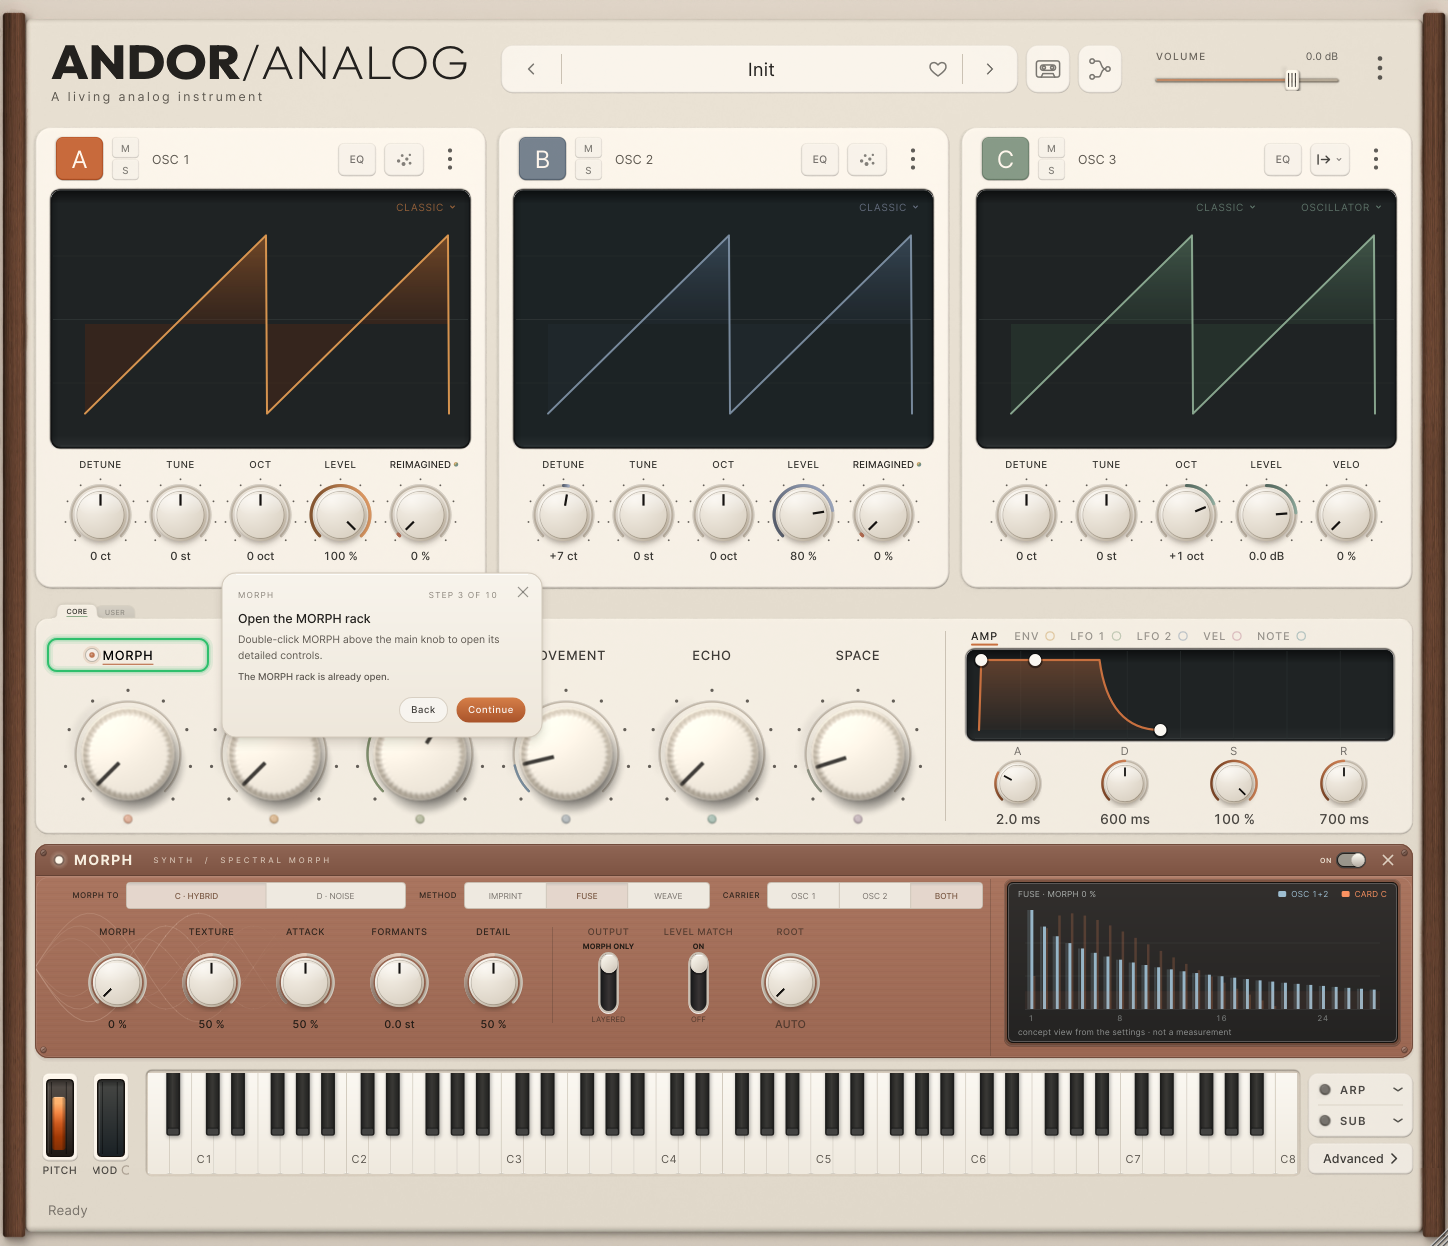 ANDOR/ANALOG
A living analog instrument
Init
VOLUME 0.0 dB
A M S OSC 1 EQ
B M S OSC 2 EQ
C M S OSC 3 EQ
CLASSIC
CLASSIC
CLASSIC OSCILLATOR
DETUNE TUNE OCT LEVEL REIMAGINED
0 ct 0 st 0 oct 100 % 0 %
DETUNE TUNE OCT LEVEL REIMAGINED
+7 ct 0 st 0 oct 80 % 0 %
DETUNE TUNE OCT LEVEL VELO
0 ct 0 st +1 oct 0.0 dB 0 %
CORE USER
MORPH
MORPH STEP 3 OF 10
Open the MORPH rack
Double-click MORPH above the main knob to open its
detailed controls.
The MORPH rack is already open.
Back Continue
OVEMENT ECHO SPACE
AMP ENV LFO 1 LFO 2 VEL NOTE
A D S R
2.0 ms 600 ms 100 % 700 ms
MORPH SYNTH / SPECTRAL MORPH ON
MORPH TO C · HYBRID D · NOISE METHOD IMPRINT FUSE WEAVE CARRIER OSC 1 OSC 2 BOTH
MORPH TEXTURE ATTACK FORMANTS DETAIL OUTPUT LEVEL MATCH ROOT
MORPH ONLY ON
LAYERED OFF
0 % 50 % 50 % 0.0 st 50 % AUTO
FUSE · MORPH 0 % OSC 1+2 CARD C
1 8 16 24
concept view from the settings · not a measurement
PITCH MOD
C1 C2 C3 C4 C5 C6 C7 C8
ARP
SUB
Advanced
Ready